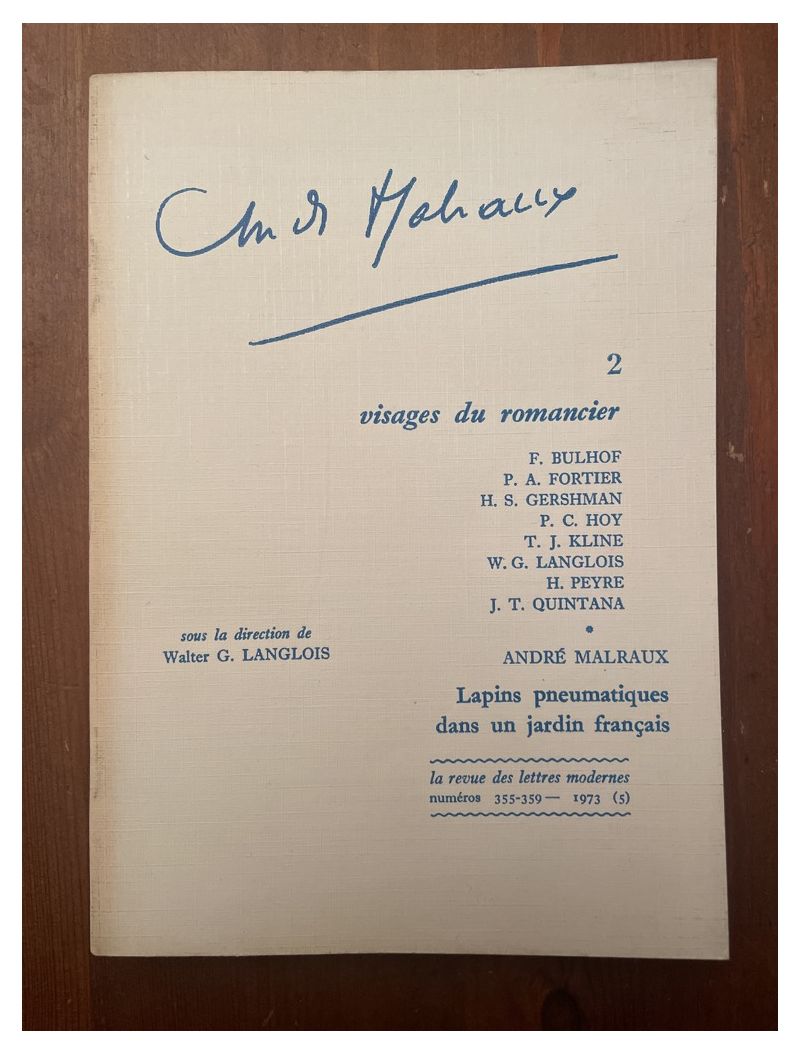 André Malraux
2
visages du romancier
F. BULHOF
P. A. FORTIER
H. S. GERSHMAN
P. C. HOY
T. J. KLINE
W. G. LANGLOIS
H. PEYRE
J. T. QUINTANA
sous la direction de
Walter G. LANGLOIS
ANDRÉ MALRAUX
Lapins pneumatiques
dans un jardin français
la revue des lettres modernes
numéros 355-359 — 1973 (5)